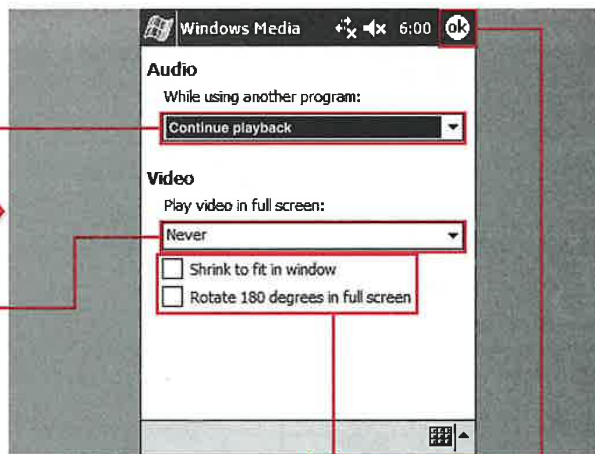 Windows Media 6:00 ok
Audio
While using another program:
Continue playback
Video
Play video in full screen:
Never
Shrink to fit in window
Rotate 180 degrees in full screen